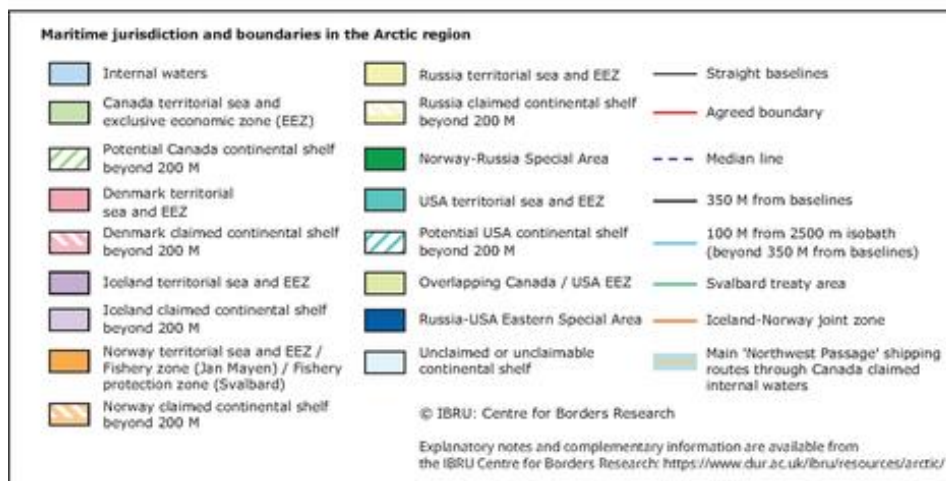 Maritime jurisdiction and boundaries in the Arctic region
Internal waters
Canada territorial sea and
exclusive economic zone (EEZ)
Potential Canada continental shelf
beyond 200 M
Denmark territorial
sea and EEZ
Denmark claimed continental shelf
beyond 200 M
Iceland territorial sea and EEZ
Iceland claimed continental shelf
beyond 200 M
Norway territorial sea and EEZ /
Fishery zone (Jan Mayen) / Fishery
protection zone (Svalbard)
Norway claimed continental shelf
beyond 200 M
Russia territorial sea and EEZ
Russia claimed continental shelf
beyond 200 M
Norway-Russia Special Area
USA territorial sea and EEZ
Potential USA continental shelf
beyond 200 M
Overlapping Canada / USA EEZ
Russia-USA Eastern Special Area
Unclaimed or unclaimable
continental shelf
Straight baselines
Agreed boundary
Median line
350 M from baselines
100 M from 2500 m isobath
(beyond 350 M from baselines)
Svalbard treaty area
Iceland-Norway joint zone
Main 'Northwest Passage' shipping
routes through Canada claimed
internal waters
© IBRU: Centre for Borders Research
Explanatory notes and complementary information are available from
the IBRU Centre for Borders Research: https://www.dur.ac.uk/ibru/resources/arctic/